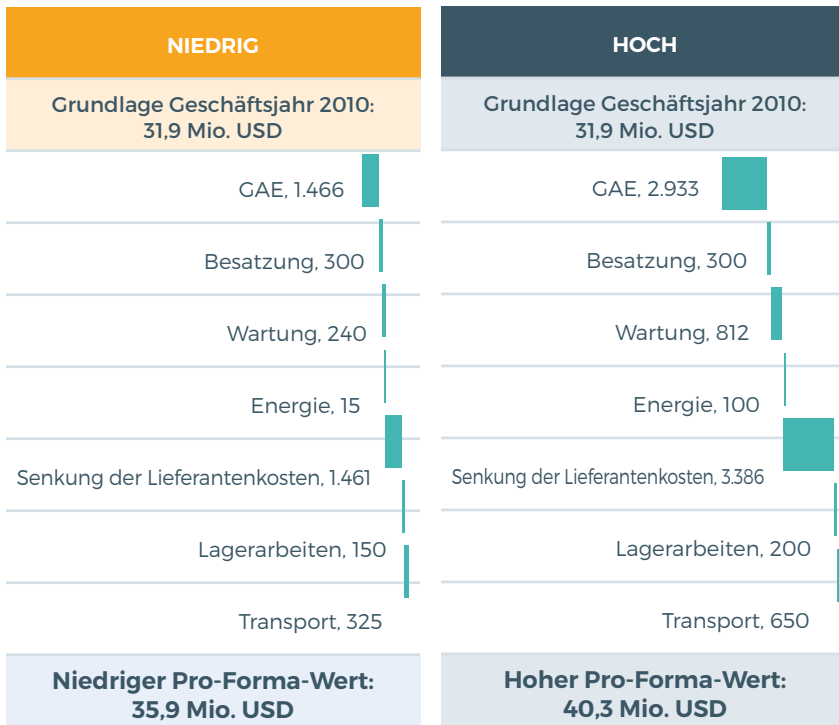 NIEDRIG
Grundlage Geschäftsjahr 2010:
31,9 Mio. USD
GAE, 1.466
Besatzung, 300
Wartung, 240
Energie, 15
Senkung der Lieferantenkosten, 1.461
Lagerarbeiten, 150
Transport, 325
Niedriger Pro-Forma-Wert:
35,9 Mio. USD
HOCH
Grundlage Geschäftsjahr 2010:
31,9 Mio. USD
GAE, 2.933
Besatzung, 300
Wartung, 812
Energie, 100
Senkung der Lieferantenkosten, 3.386
Lagerarbeiten, 200
Transport, 650
Hoher Pro-Forma-Wert:
40,3 Mio. USD